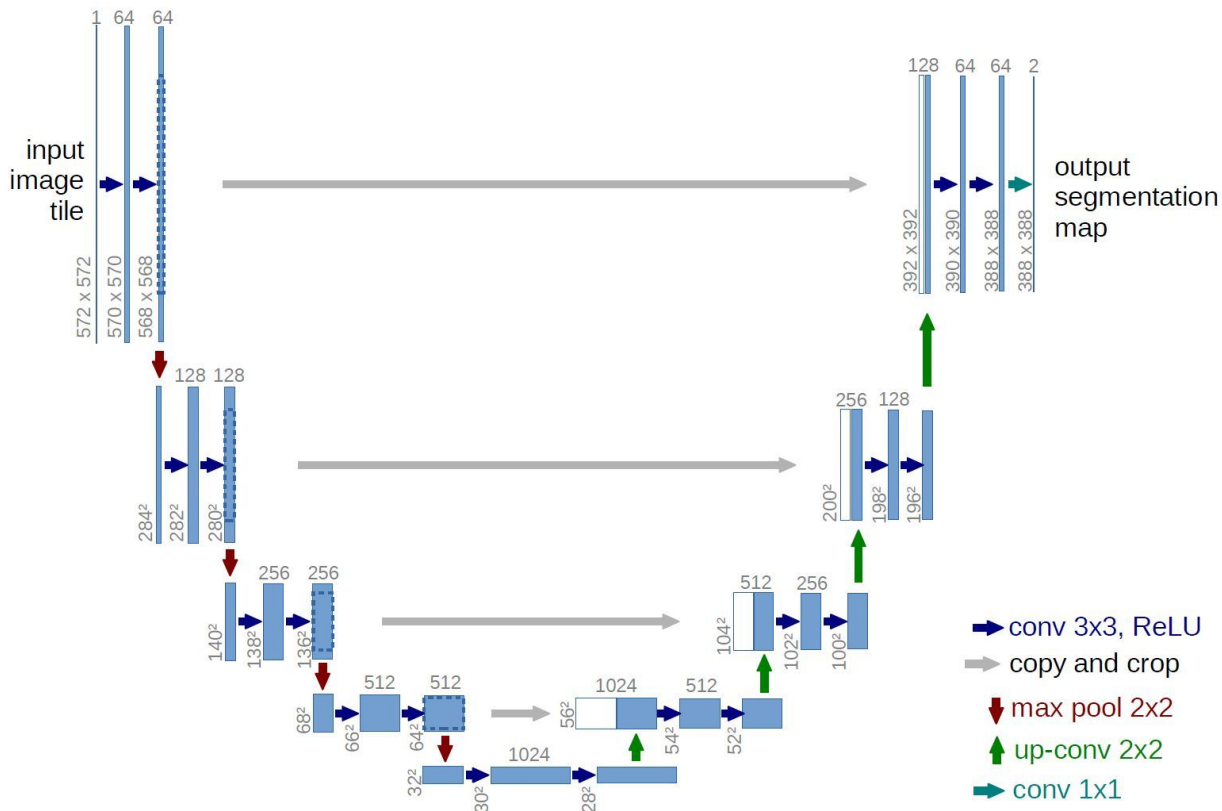 1 64 64
128 64 64 2
input
image
tile
output
segmentation
map
572 x 572
570 x 570
568 x 568
392 x 392
390 x 390
388 x 388
388 x 388
128 128
256 128
284²
282²
280²
200²
198²
196²
256 256
512 256
140²
138²
136²
104²
102²
100²
conv 3x3, ReLU
copy and crop
max pool 2x2
up-conv 2x2
conv 1x1
512 512
1024 512
68²
66²
64²
56²
54²
52²
1024
32²
30²
28²